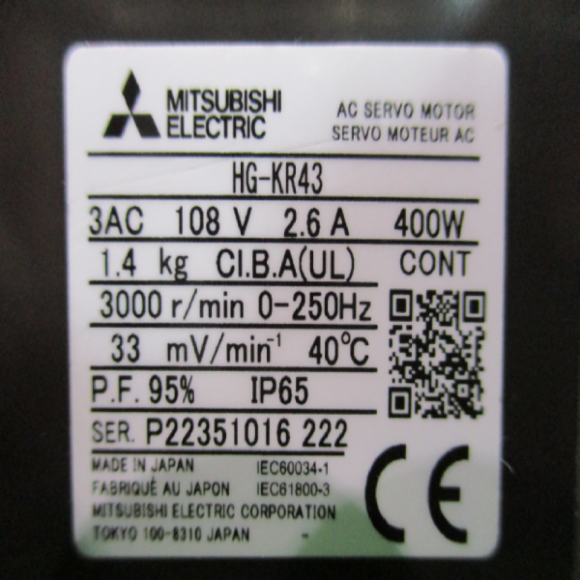 MITSUBISHI
ELECTRIC
AC SERVO MOTOR
SERVO MOTEUR AC
HG-KR43
3AC 108 V 2.6 A 400W
1.4 kg CI.B.A(UL) CONT
3000 r/min 0-250Hz
33 mV/min⁻¹ 40℃
P.F. 95% IP65
SER. P22351016 222
MADE IN JAPAN IEC60034-1
FABRIQUÉ AU JAPON IEC61800-3
MITSUBISHI ELECTRIC CORPORATION
TOKYO 100-8310 JAPAN -
CE